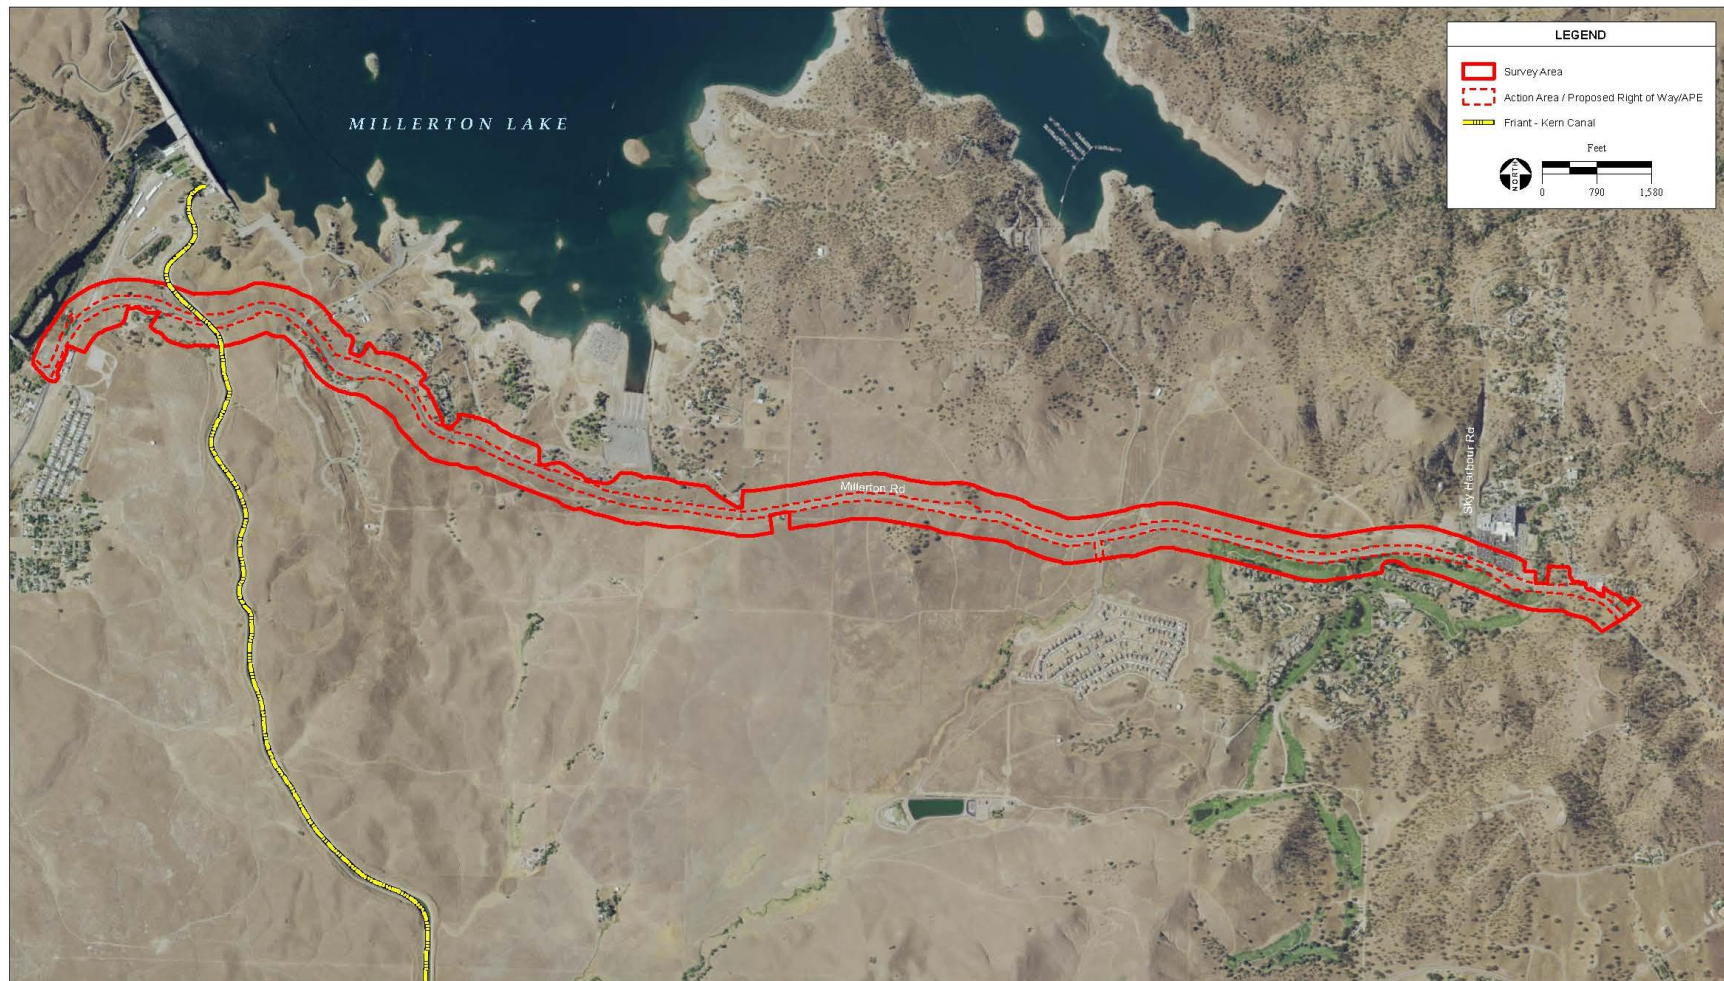 LEGEND
Survey Area
Action Area / Proposed Right of Way/APE
Friant - Kern Canal
Feet
NORTH
0 790 1,580
MILLERTON LAKE
Sky Harbour Rd
Millerton Rd